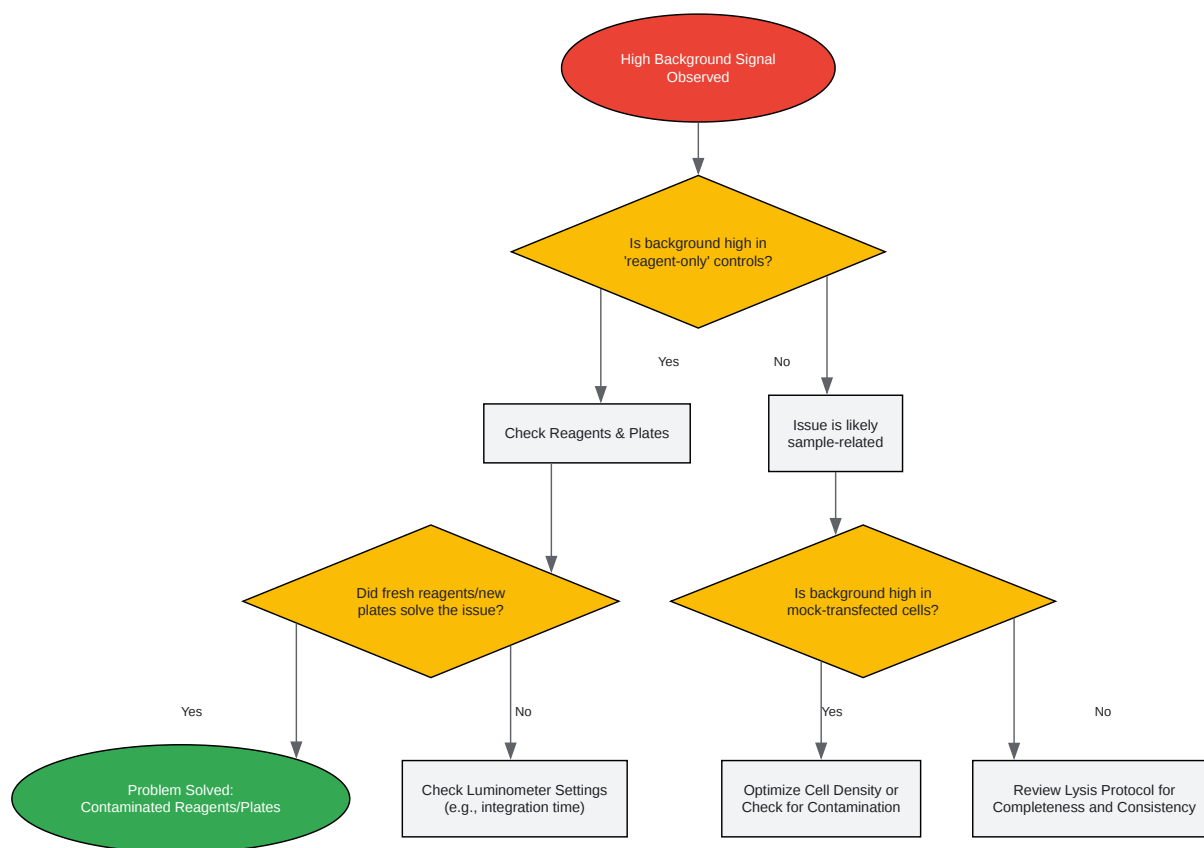 High Background Signal
Observed
Is background high in
'reagent-only' controls?
Yes
No
Check Reagents & Plates
Issue is likely
sample-related
Did fresh reagents/new
plates solve the issue?
Is background high in
mock-transfected cells?
Yes
No
Yes
No
Problem Solved:
Contaminated Reagents/Plates
Check Luminometer Settings
(e.g., integration time)
Optimize Cell Density or
Check for Contamination
Review Lysis Protocol for
Completeness and Consistency